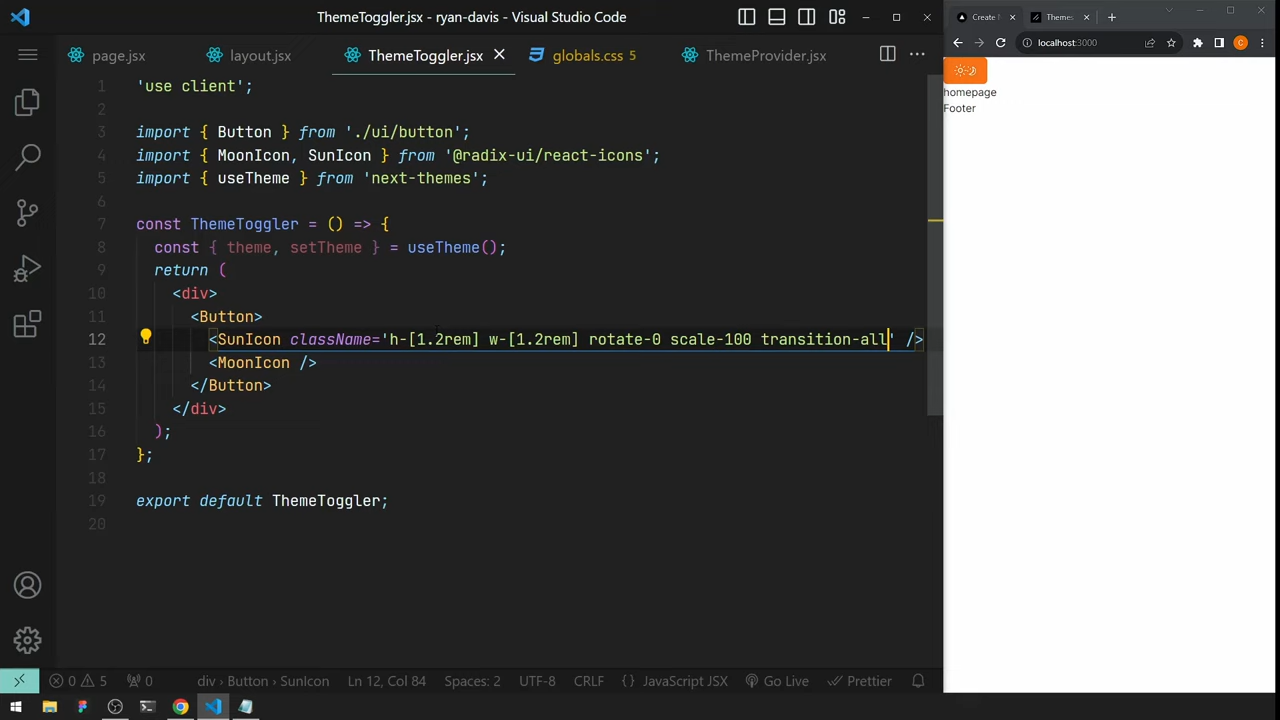 ThemeToggler.jsx - ryan-davis - Visual Studio Code
page.jsx layout.jsx ThemeToggler.jsx globals.css 5 ThemeProvider.jsx
1 'use client';
2
3 import { Button } from './ui/button';
4 import { MoonIcon, SunIcon } from '@radix-ui/react-icons';
5 import { useTheme } from 'next-themes';
6
7 const ThemeToggler = () => {
8 const { theme, setTheme } = useTheme();
9 return (
10 <div>
11 <Button>
12 <SunIcon className='h-[1.2rem] w-[1.2rem] rotate-0 scale-100 transition-all' />
13 <MoonIcon />
14 </Button>
15 </div>
16 );
17 };
18
19 export default ThemeToggler;
20
0 5 0 div › Button › SunIcon Ln 12, Col 84 Spaces: 2 UTF-8 CRLF {} JavaScript JSX Go Live Prettier
Create Themes
localhost:3000 C
homepage
Footer